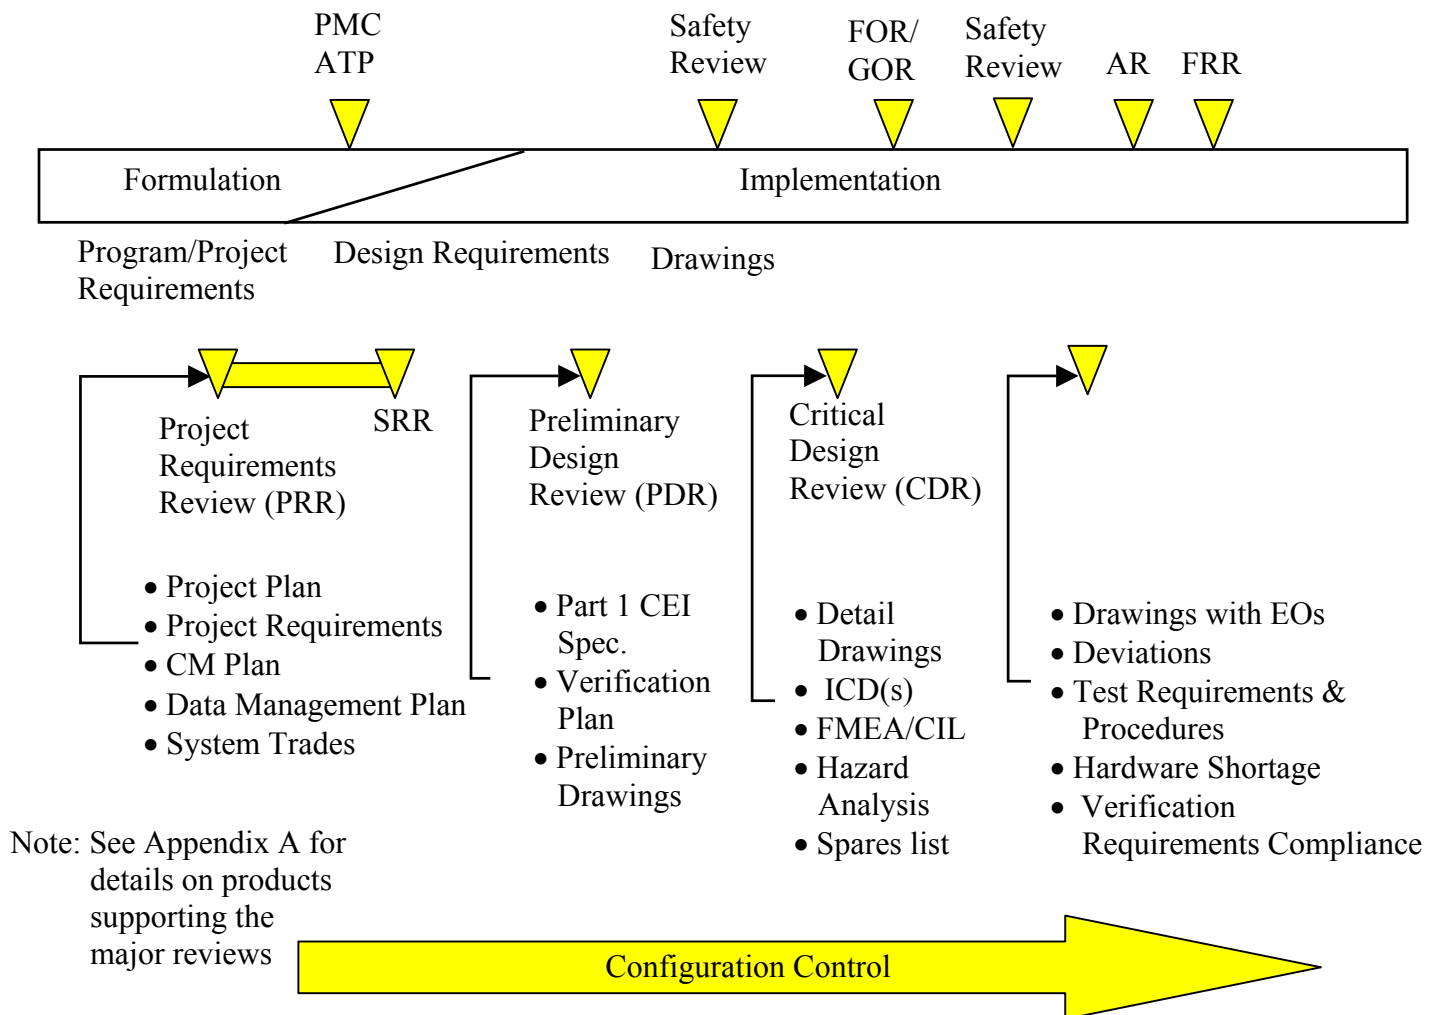 PMC
ATP
Safety
Review
FOR/
GOR
Safety
Review
AR
FRR
Formulation
Implementation
Program/Project
Requirements
Design Requirements
Drawings
Project
Requirements
Review (PRR)
SRR
Preliminary
Design
Review (PDR)
Critical
Design
Review (CDR)
• Project Plan
• Project Requirements
• CM Plan
• Data Management Plan
• System Trades
• Part 1 CEI
Spec.
• Verification
Plan
• Preliminary
Drawings
• Detail
Drawings
• ICD(s)
• FMEA/CIL
• Hazard
Analysis
• Spares list
• Drawings with EOs
• Deviations
• Test Requirements &
Procedures
• Hardware Shortage
• Verification
Requirements Compliance
Note: See Appendix A for
details on products
supporting the
major reviews
Configuration Control